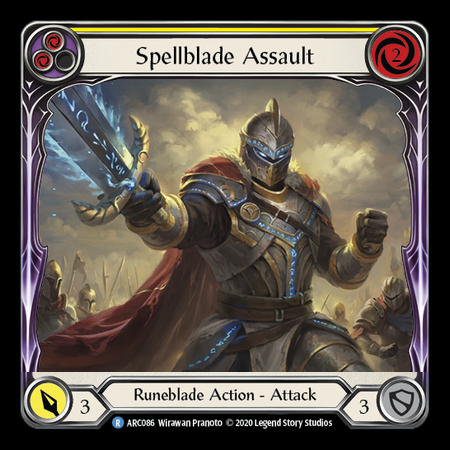 Spellblade Assault
2
3
Runeblade Action - Attack
3
R ARC086 Wirawan Pranoto © 2020 Legend Story Studios